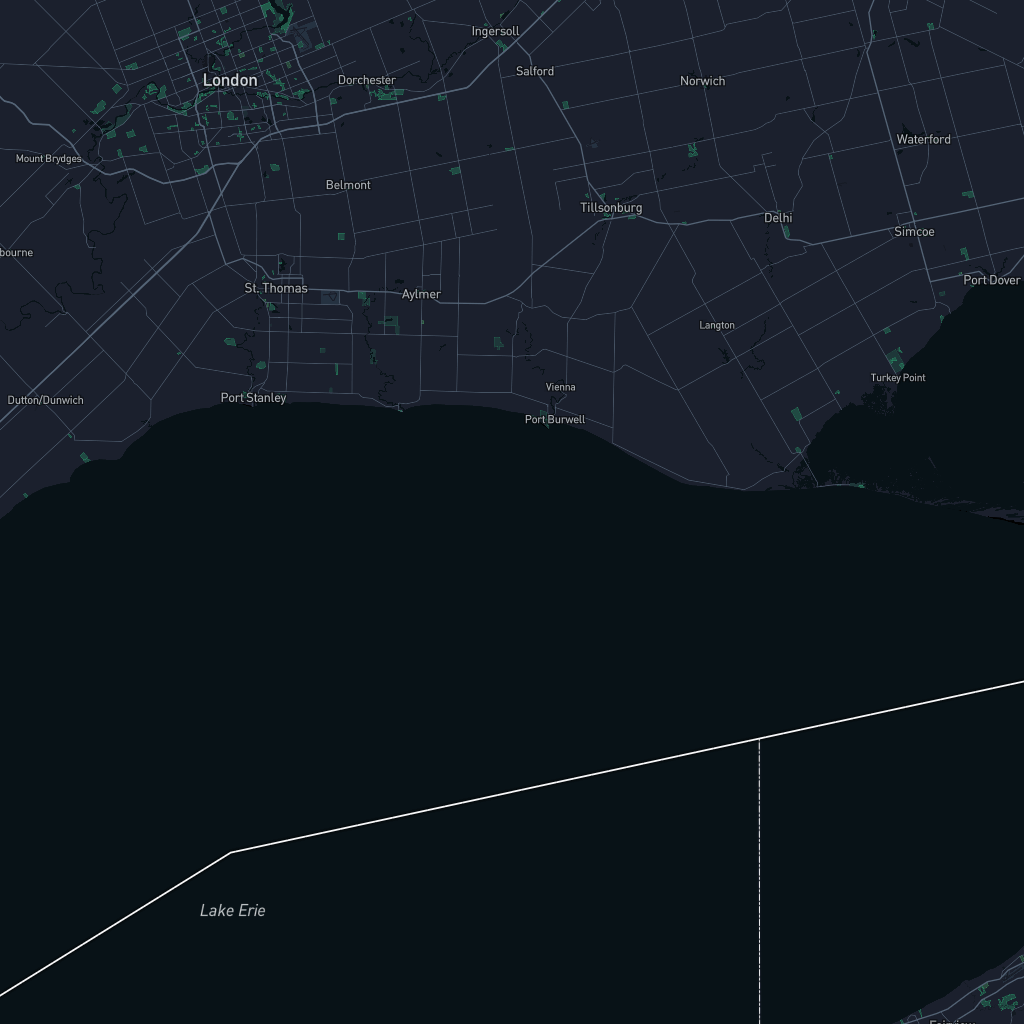 Ingersoll
Salford
London
Dorchester
Norwich
Waterford
Mount Brydges
Belmont
Tillsonburg
Delhi
Simcoe
bourne
St. Thomas
Aylmer
Port Dover
Langton
Turkey Point
Vienna
Dutton/Dunwich
Port Stanley
Port Burwell
Lake Erie